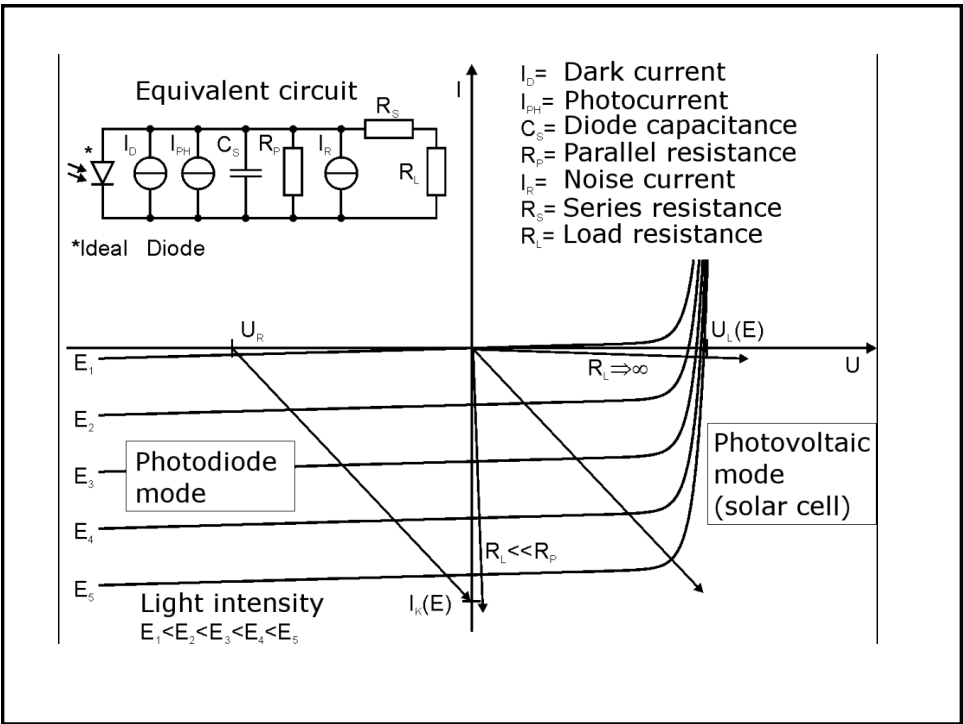 Equivalent circuit
I
I_D= Dark current
I_PH= Photocurrent
C_S= Diode capacitance
R_P= Parallel resistance
I_R= Noise current
R_S= Series resistance
R_L= Load resistance
R_S
* I_D I_PH C_S R_P I_R R_L
*Ideal Diode
U_R
U_L(E)
E_1
R_L⇒∞
U
E_2
Photodiode
mode
Photovoltaic
mode
(solar cell)
E_3
E_4
R_L<<R_P
E_5
Light intensity
I_K(E)
E_1<E_2<E_3<E_4<E_5